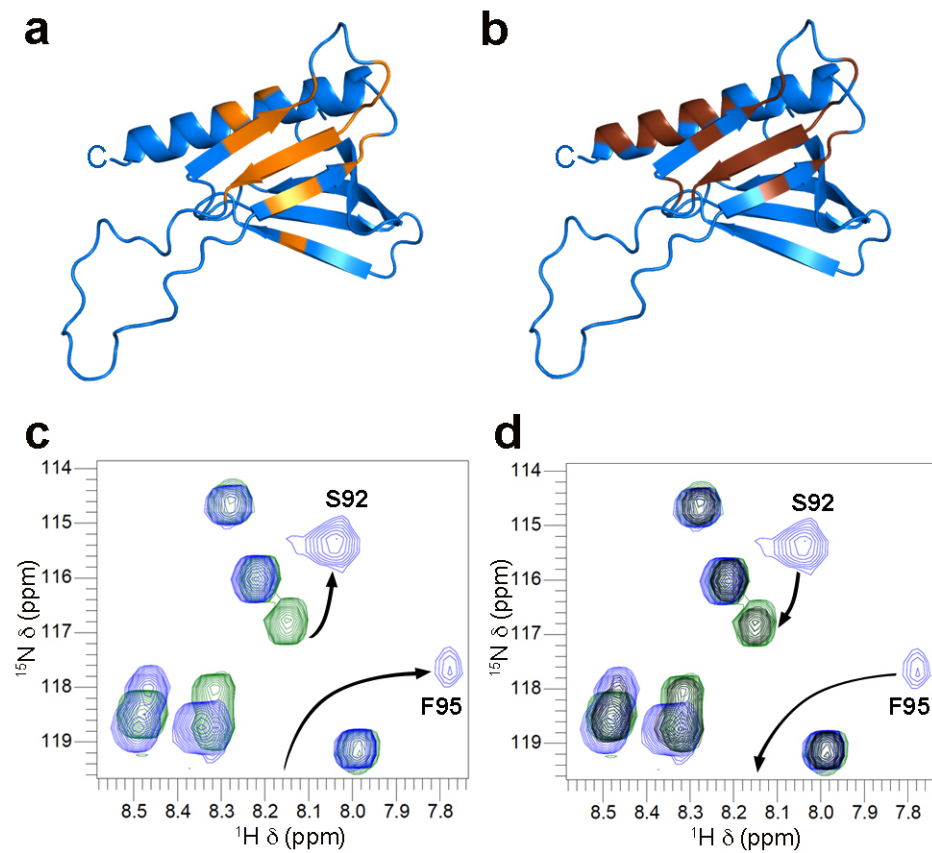 a
b
C
C
c
d
114
115
116
117
118
119
¹⁵N δ (ppm)
S92
F95
8.5 8.4 8.3 8.2 8.1 8.0 7.9 7.8
¹H δ (ppm)
114
115
116
117
118
119
¹⁵N δ (ppm)
S92
F95
8.5 8.4 8.3 8.2 8.1 8.0 7.9 7.8
¹H δ (ppm)